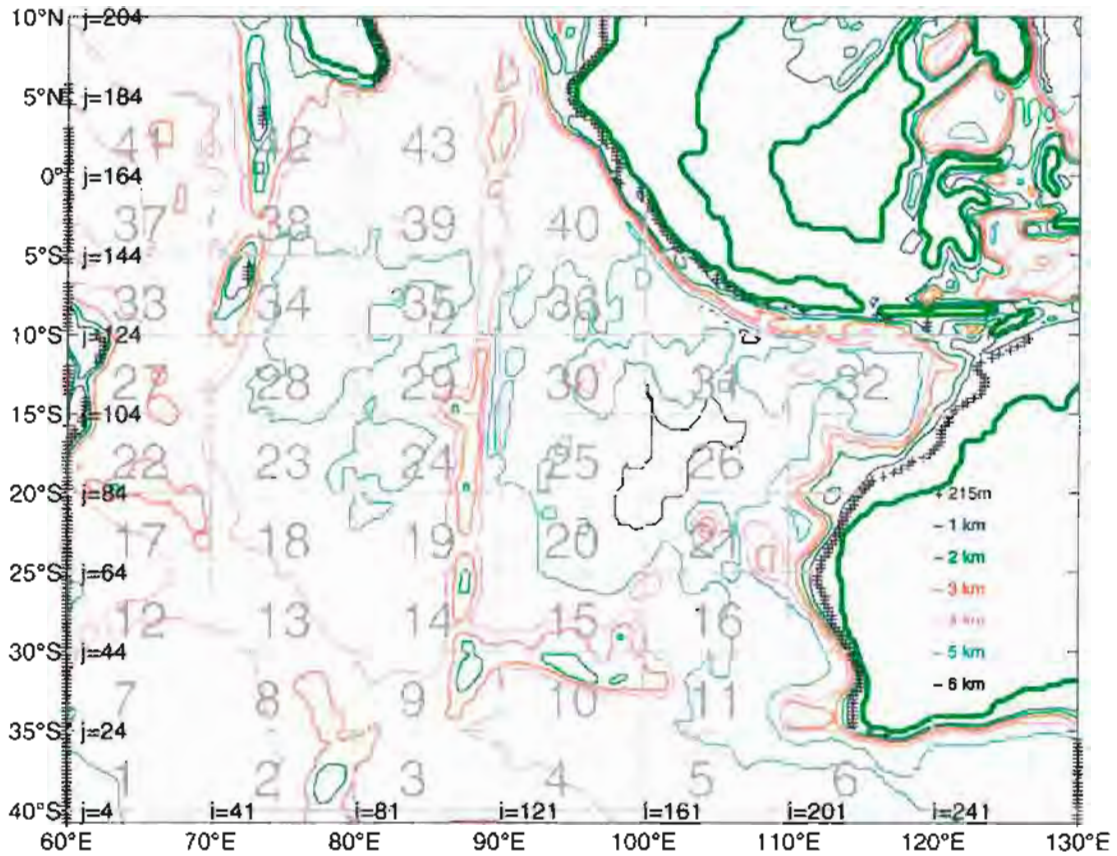 10°N j=204
5°N j=184
41 42 43
0° j=164
37 38 39 40
5°S j=144
33 34 35 36
10°S j=124
27 28 29 30 31 32
15°S j=104
22 23 24 25 26
20°S j=84 + 215m
17 18 19 20 21 – 1 km
– 2 km
25°S j=64 – 3 km
12 13 14 15 16 4 km
30°S j=44 – 5 km
7 8 9 10 11 – 6 km
35°S j=24
1 2 3 4 5 6
40°S j=4 i=41 i=81 i=121 i=161 i=201 i=241
60°E 70°E 80°E 90°E 100°E 110°E 120°E 130°E